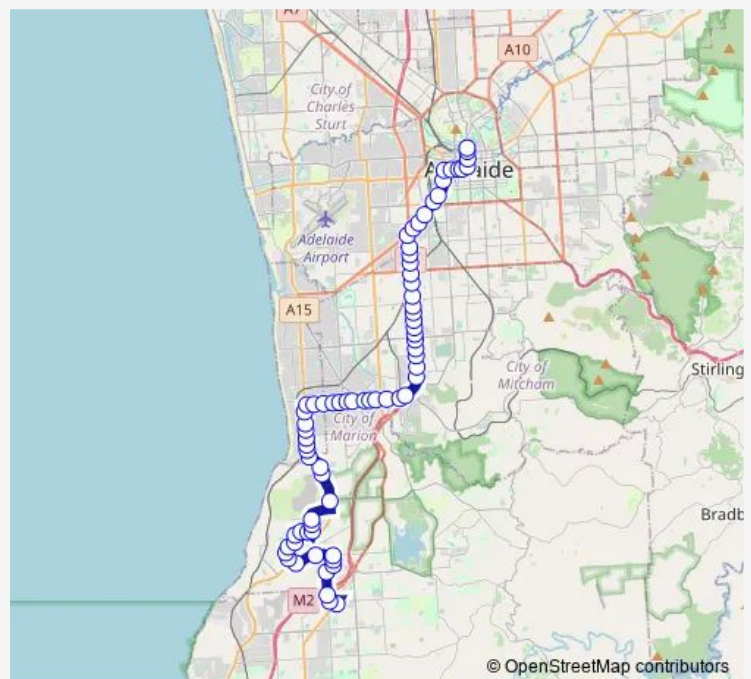 A7
A10
City of
Charles
Sturt
Adelaide
Adelaide
Airport
A15
City of
Mitcham
Stirling
City of
Marion
Bradb
M2
© OpenStreetMap contributors